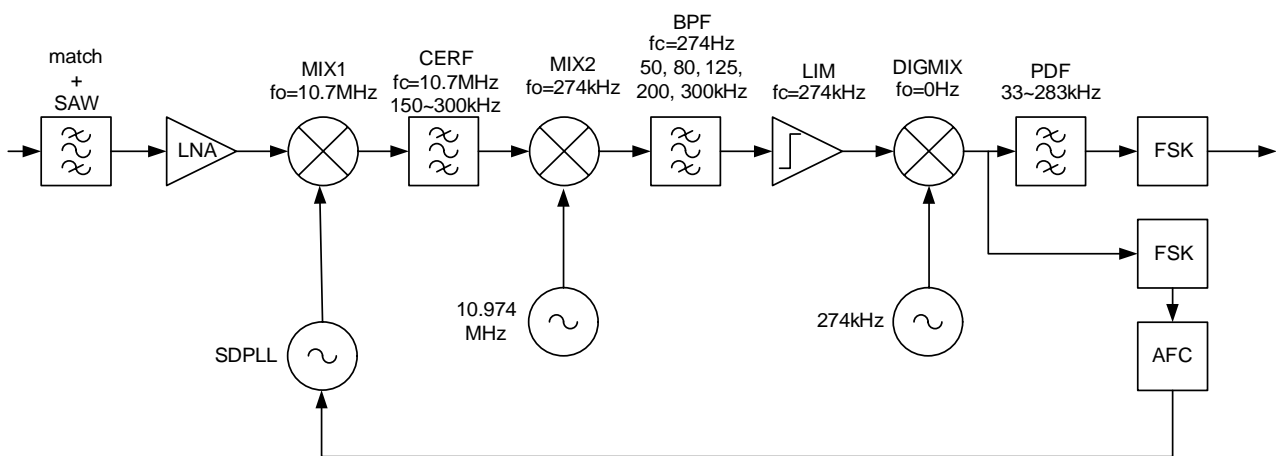 match
+
SAW
LNA
MIX1
fo=10.7MHz
CERF
fc=10.7MHz
150~300kHz
MIX2
fo=274kHz
BPF
fc=274Hz
50, 80, 125,
200, 300kHz
LIM
fc=274kHz
DIGMIX
fo=0Hz
PDF
33~283kHz
FSK
FSK
AFC
SDPLL
10.974
MHz
274kHz